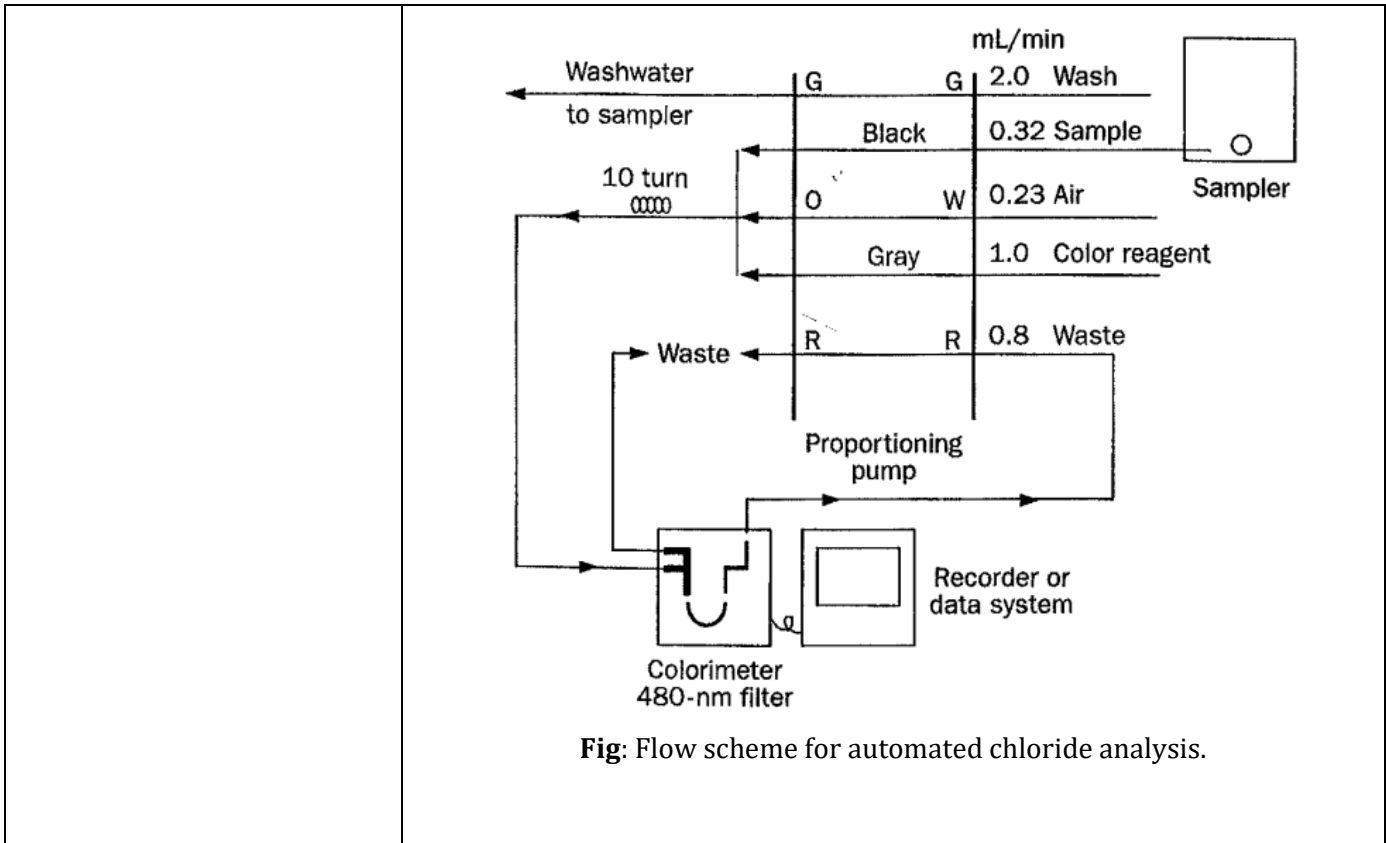 mL/min
Washwater
to sampler
G
G
2.0 Wash
Black
0.32 Sample
Sampler
10 turn
O
W
0.23 Air
Gray
1.0 Color reagent
Waste
R
R
0.8 Waste
Proportioning
pump
Recorder or
data system
Colorimeter
480-nm filter
Fig: Flow scheme for automated chloride analysis.